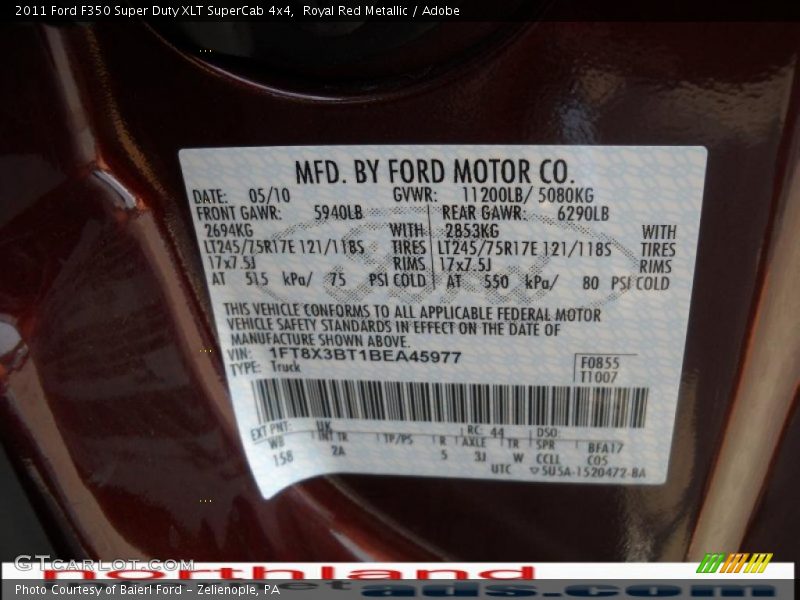 2011 Ford F350 Super Duty XLT SuperCab 4x4,  Royal Red Metallic / Adobe
MFD. BY FORD MOTOR CO.
DATE: 05/10 GVWR: 11200LB/ 5080KG
FRONT GAWR: 5940LB REAR GAWR: 6290LB
2694KG WITH 2853KG WITH
LT245/75R17E 121/118S TIRES LT245/75R17E 121/118S TIRES
17x7.5J RIMS 17x7.5J RIMS
AT 515 kPa/ 75 PSI COLD AT 550 kPa/ 80 PSI COLD
THIS VEHICLE CONFORMS TO ALL APPLICABLE FEDERAL MOTOR
VEHICLE SAFETY STANDARDS IN EFFECT ON THE DATE OF
MANUFACTURE SHOWN ABOVE.
VIN: 1FT8X3BT1BEA45977
TYPE: Truck
F0855
T1007
EXT PNT: UK RC: 44 DSO:
WB INT TR TP/PS R AXLE TR SPR BFA17
158 2A 5 3J W CCLL C05
UTC 5U5A-1520472-BA
GTCarLot.com
northland
ads.com
Photo Courtesy of Baierl Ford - Zelienople, PA